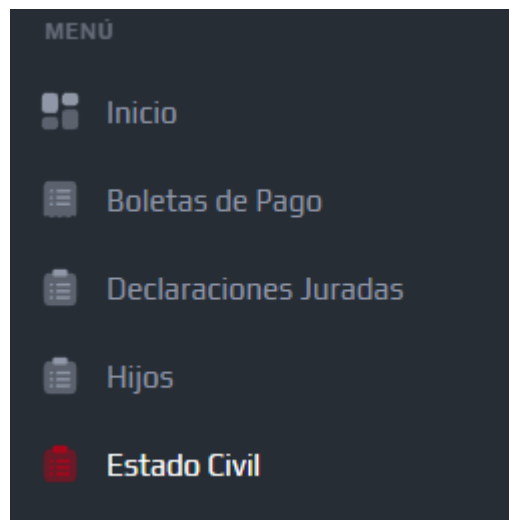 MENÚ
Inicio
Boletas de Pago
Declaraciones Juradas
Hijos
Estado Civil